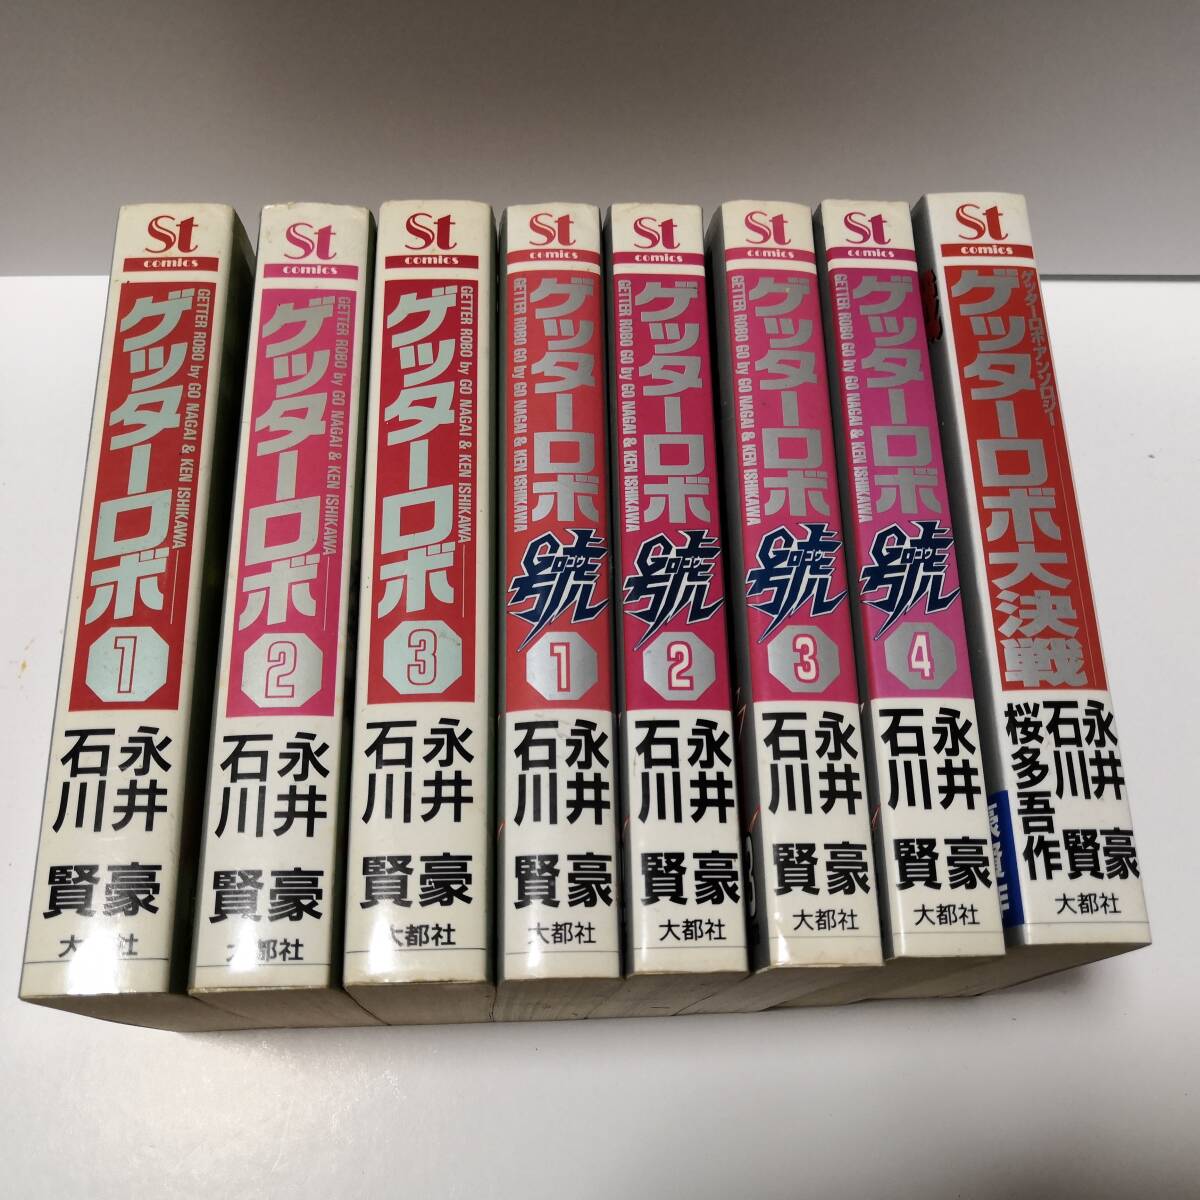 St
comics
ゲッターロボ
GETTER ROBO by GO NAGAI & KEN ISHIKAWA
1
永井豪
石川賢
大都社
St
comics
ゲッターロボ
GETTER ROBO by GO NAGAI & KEN ISHIKAWA
2
永井豪
石川賢
大都社
St
comics
ゲッターロボ
GETTER ROBO by GO NAGAI & KEN ISHIKAWA
3
永井豪
石川賢
大都社
St
comics
ゲッターロボ
號
ゴウ
GETTER ROBO GO by GO NAGAI & KEN ISHIKAWA
1
永井豪
石川賢
大都社
St
comics
ゲッターロボ
號
ゴウ
GETTER ROBO GO by GO NAGAI & KEN ISHIKAWA
2
永井豪
石川賢
大都社
St
comics
ゲッターロボ
號
ゴウ
GETTER ROBO GO by GO NAGAI & KEN ISHIKAWA
3
永井豪
石川賢
大都社
St
comics
ゲッターロボ
號
ゴウ
GETTER ROBO GO by GO NAGAI & KEN ISHIKAWA
4
永井豪
石川賢
大都社
St
comics
ゲッターロボ・アンソロジー
ゲッターロボ大決戦
永井豪
石川賢
桜多吾作
大都社